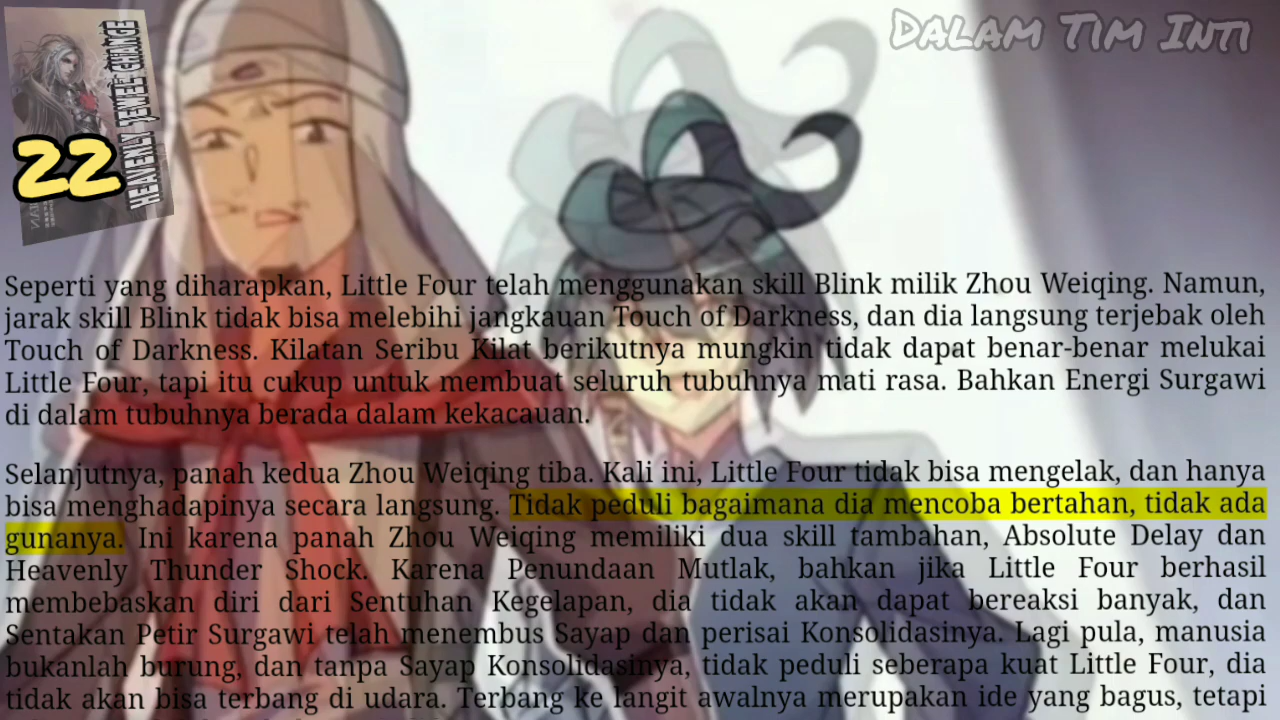 Dalam Tim Inti
HEAVENLY JEWEL CHANGE
22
Seperti yang diharapkan, Little Four telah menggunakan skill Blink milik Zhou Weiqing. Namun,
jarak skill Blink tidak bisa melebihi jangkauan Touch of Darkness, dan dia langsung terjebak oleh
Touch of Darkness. Kilatan Seribu Kilat berikutnya mungkin tidak dapat benar-benar melukai
Little Four, tapi itu cukup untuk membuat seluruh tubuhnya mati rasa. Bahkan Energi Surgawi
di dalam tubuhnya berada dalam kekacauan.
Selanjutnya, panah kedua Zhou Weiqing tiba. Kali ini, Little Four tidak bisa mengelak, dan hanya
bisa menghadapinya secara langsung. Tidak peduli bagaimana dia mencoba bertahan, tidak ada
gunanya. Ini karena panah Zhou Weiqing memiliki dua skill tambahan, Absolute Delay dan
Heavenly Thunder Shock. Karena Penundaan Mutlak, bahkan jika Little Four berhasil
membebaskan diri dari Sentuhan Kegelapan, dia tidak akan dapat bereaksi banyak, dan
Sentakan Petir Surgawi telah menembus Sayap dan perisai Konsolidasinya. Lagi pula, manusia
bukanlah burung, dan tanpa Sayap Konsolidasinya, tidak peduli seberapa kuat Little Four, dia
tidak akan bisa terbang di udara. Terbang ke langit awalnya merupakan ide yang bagus, tetapi